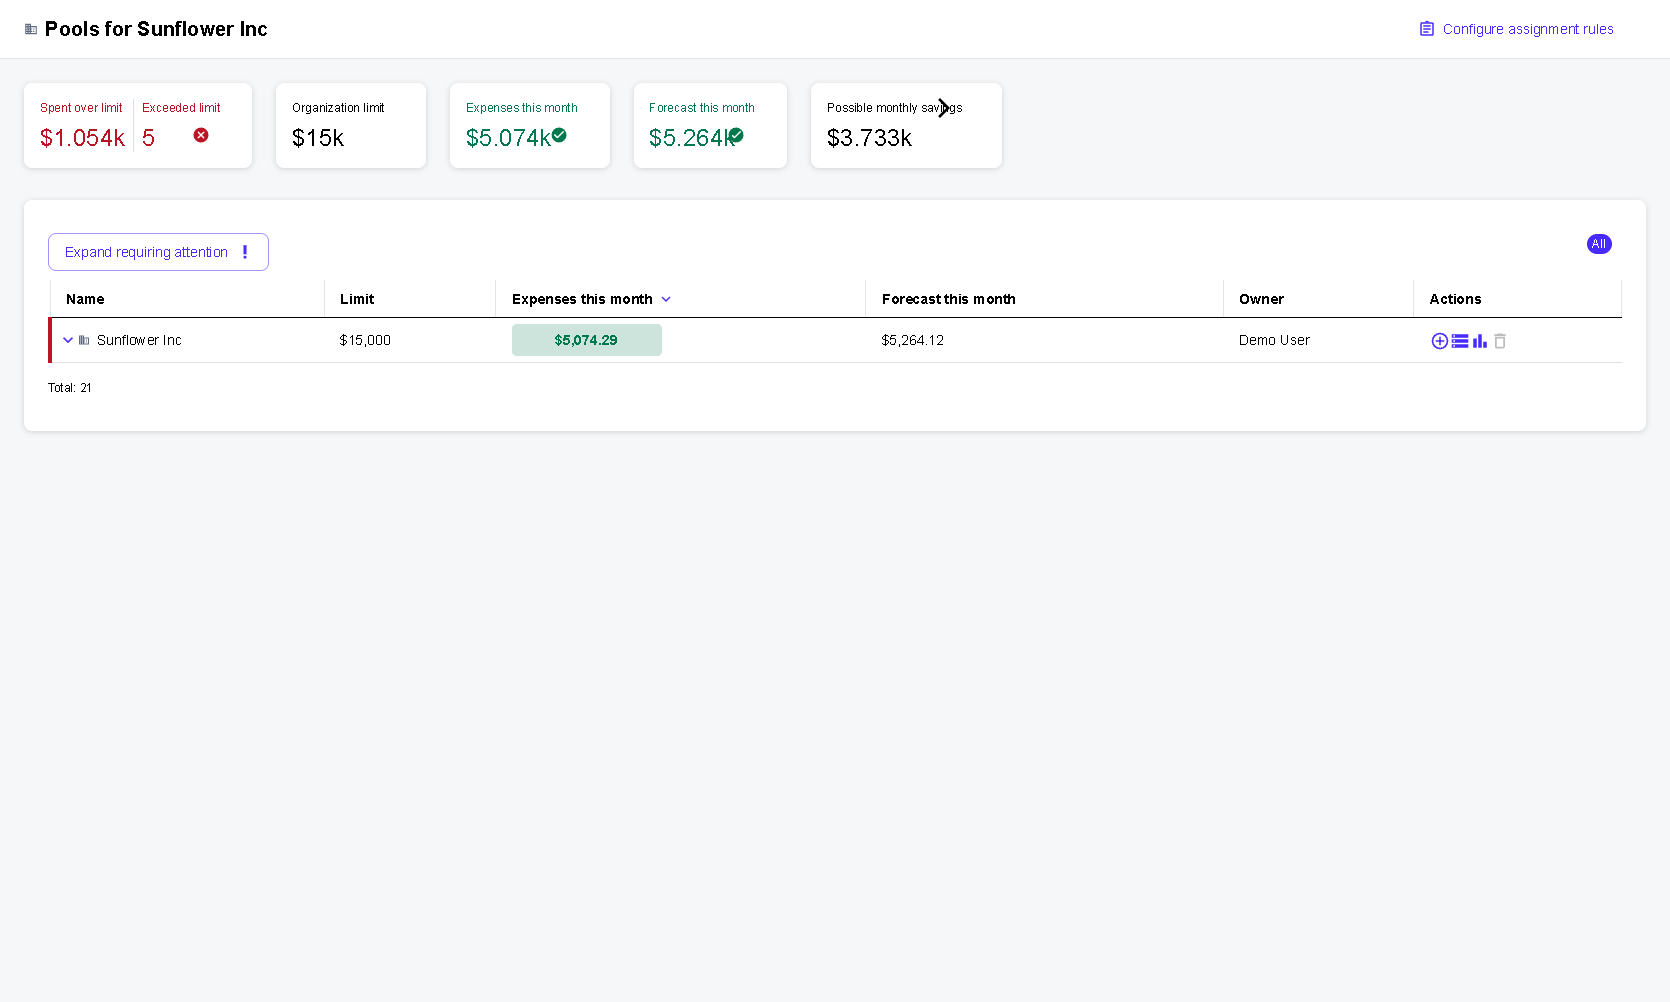 Pools for Sunflower Inc
Configure assignment rules
Spent over limit
$1.054k
Exceeded limit
5
Organization limit
$15k
Expenses this month
$5.074k
Forecast this month
$5.264k
Possible monthly savings
$3.733k
Expand requiring attention
All
Name Limit Expenses this month Forecast this month Owner Actions
Sunflower Inc $15,000 $5,074.29 $5,264.12 Demo User
Total: 21